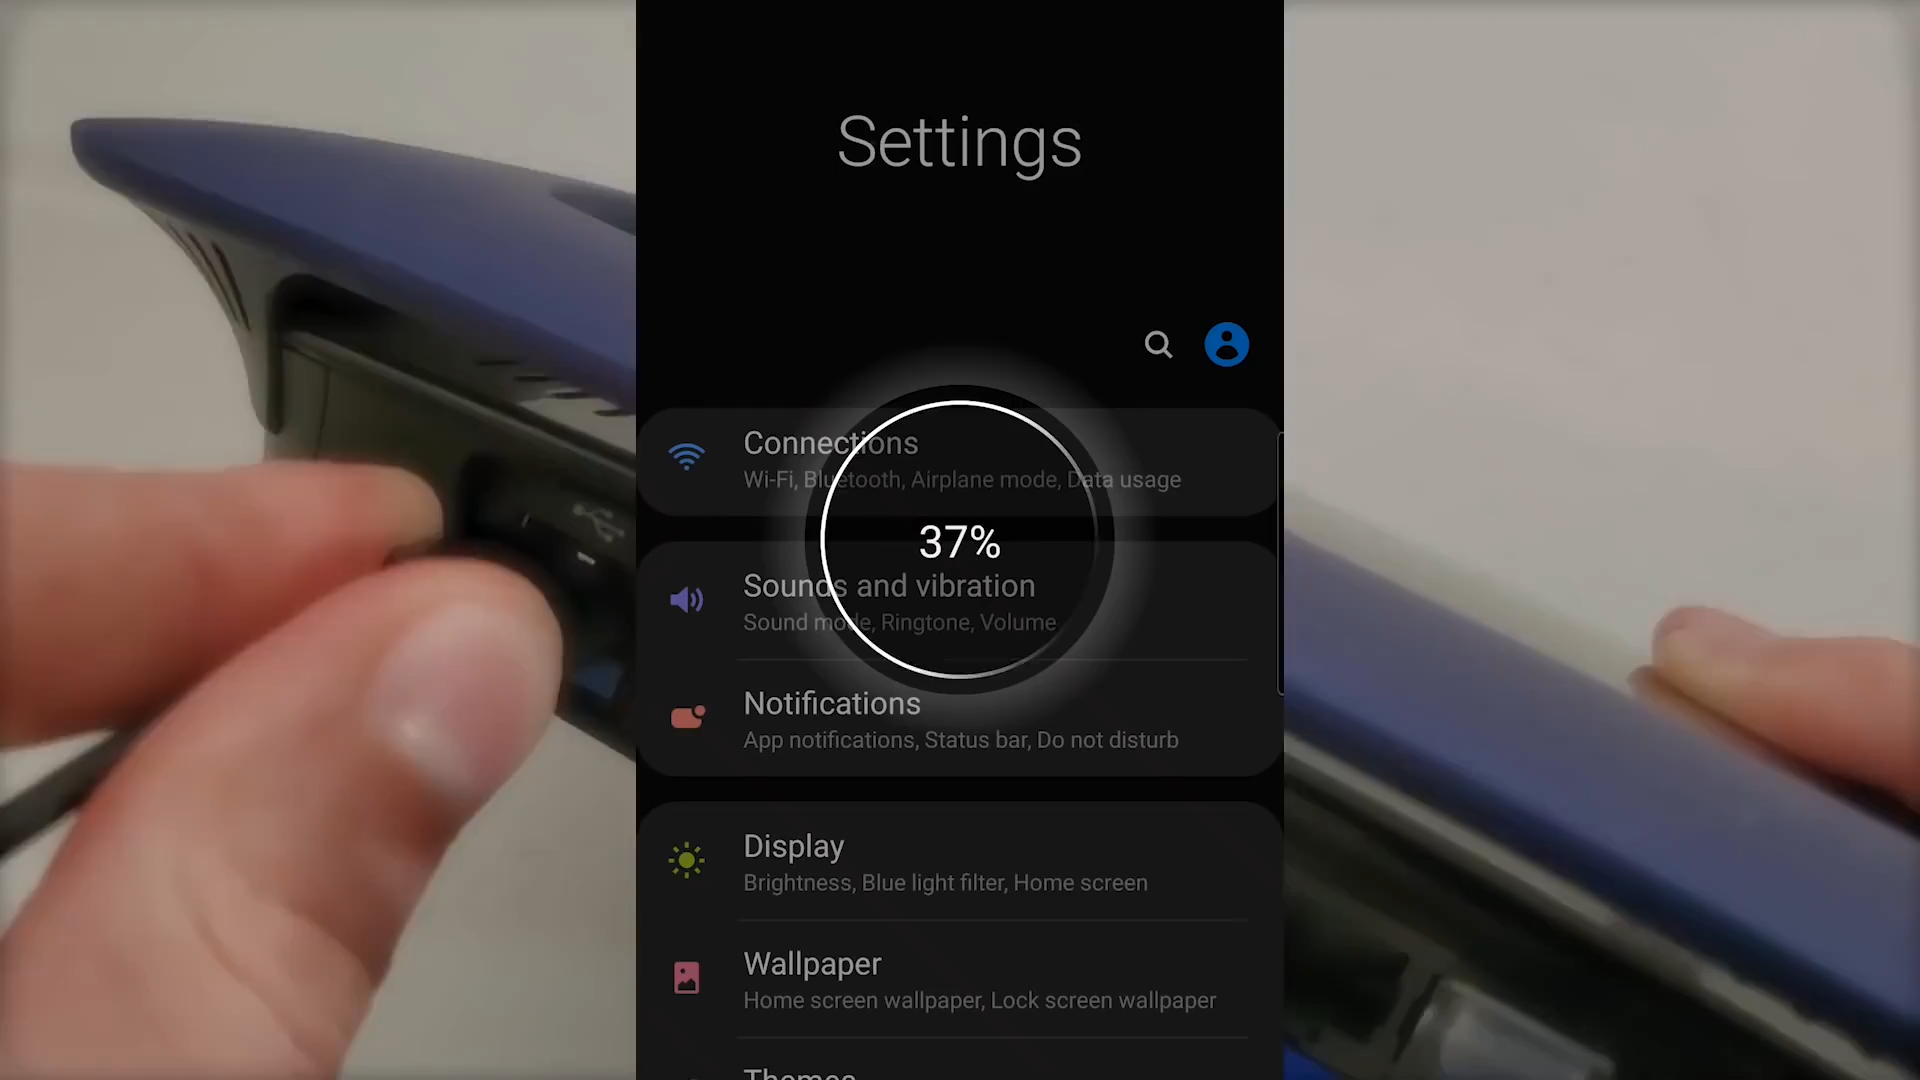 Settings
Connections
Wi-Fi, Bluetooth, Airplane mode, Data usage
37%
Sounds and vibration
Sound mode, Ringtone, Volume
Notifications
App notifications, Status bar, Do not disturb
Display
Brightness, Blue light filter, Home screen
Wallpaper
Home screen wallpaper, Lock screen wallpaper
Themes